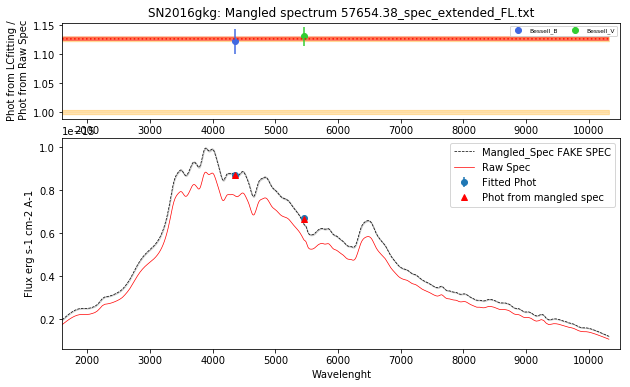 SN2016gkg: Mangled spectrum 57654.38_spec_extended_FL.txt
Phot from LCfitting /
Phot from Raw Spec
1.15
1.10
1.05
1.00
Bessell_B
Bessell_V
2000 3000 4000 5000 6000 7000 8000 9000 10000
1e−15
Flux erg s-1 cm-2 A-1
1.0
0.8
0.6
0.4
0.2
Mangled_Spec FAKE SPEC
Raw Spec
Fitted Phot
Phot from mangled spec
2000 3000 4000 5000 6000 7000 8000 9000 10000
Wavelenght